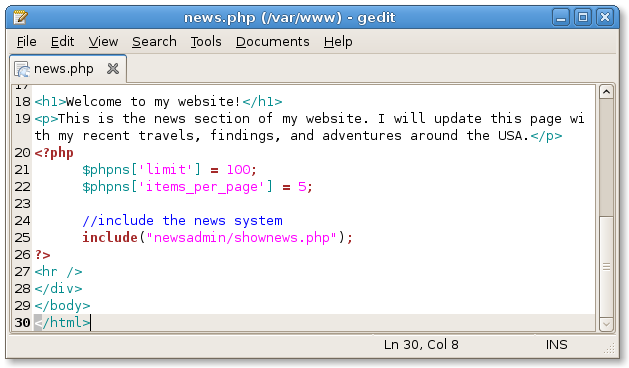 news.php (/var/www) - gedit
File Edit View Search Tools Documents Help
news.php
17
18 <h1>Welcome to my website!</h1>
19 <p>This is the news section of my website. I will update this page wi
th my recent travels, findings, and adventures around the USA.</p>
20 <?php
21 $phpns['limit'] = 100;
22 $phpns['items_per_page'] = 5;
23
24 //include the news system
25 include("newsadmin/shownews.php");
26 ?>
27 <hr />
28 </div>
29 </body>
30 </html>
Ln 30, Col 8 INS